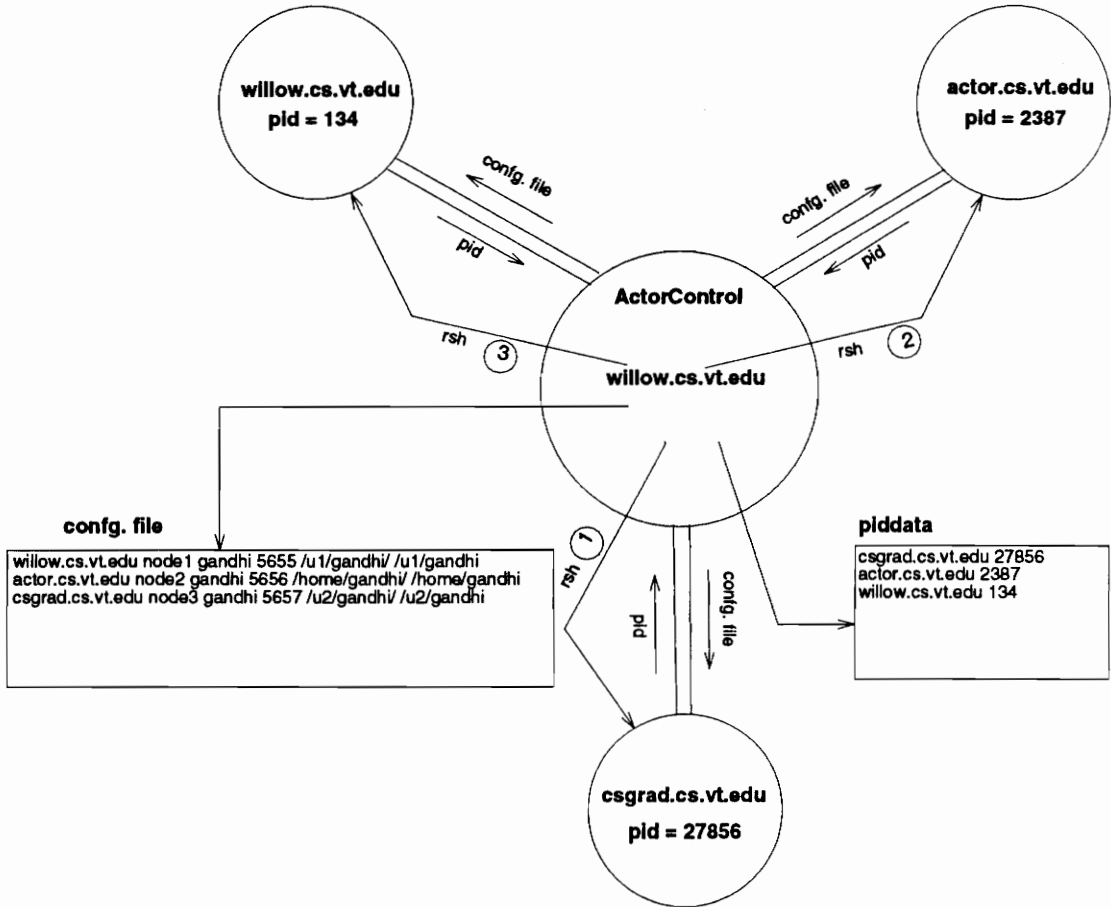 willow.cs.vt.edu
pid = 134
actor.cs.vt.edu
pid = 2387
confg. file
pid
confg. file
pid
ActorControl
rsh 3
rsh 2
willow.cs.vt.edu
confg. file
willow.cs.vt.edu node1 gandhi 5655 /u1/gandhi/ /u1/gandhi
actor.cs.vt.edu node2 gandhi 5656 /home/gandhi/ /home/gandhi
csgrad.cs.vt.edu node3 gandhi 5657 /u2/gandhi/ /u2/gandhi
rsh 1
pid
confg. file
piddata
csgrad.cs.vt.edu 27856
actor.cs.vt.edu 2387
willow.cs.vt.edu 134
csgrad.cs.vt.edu
pid = 27856